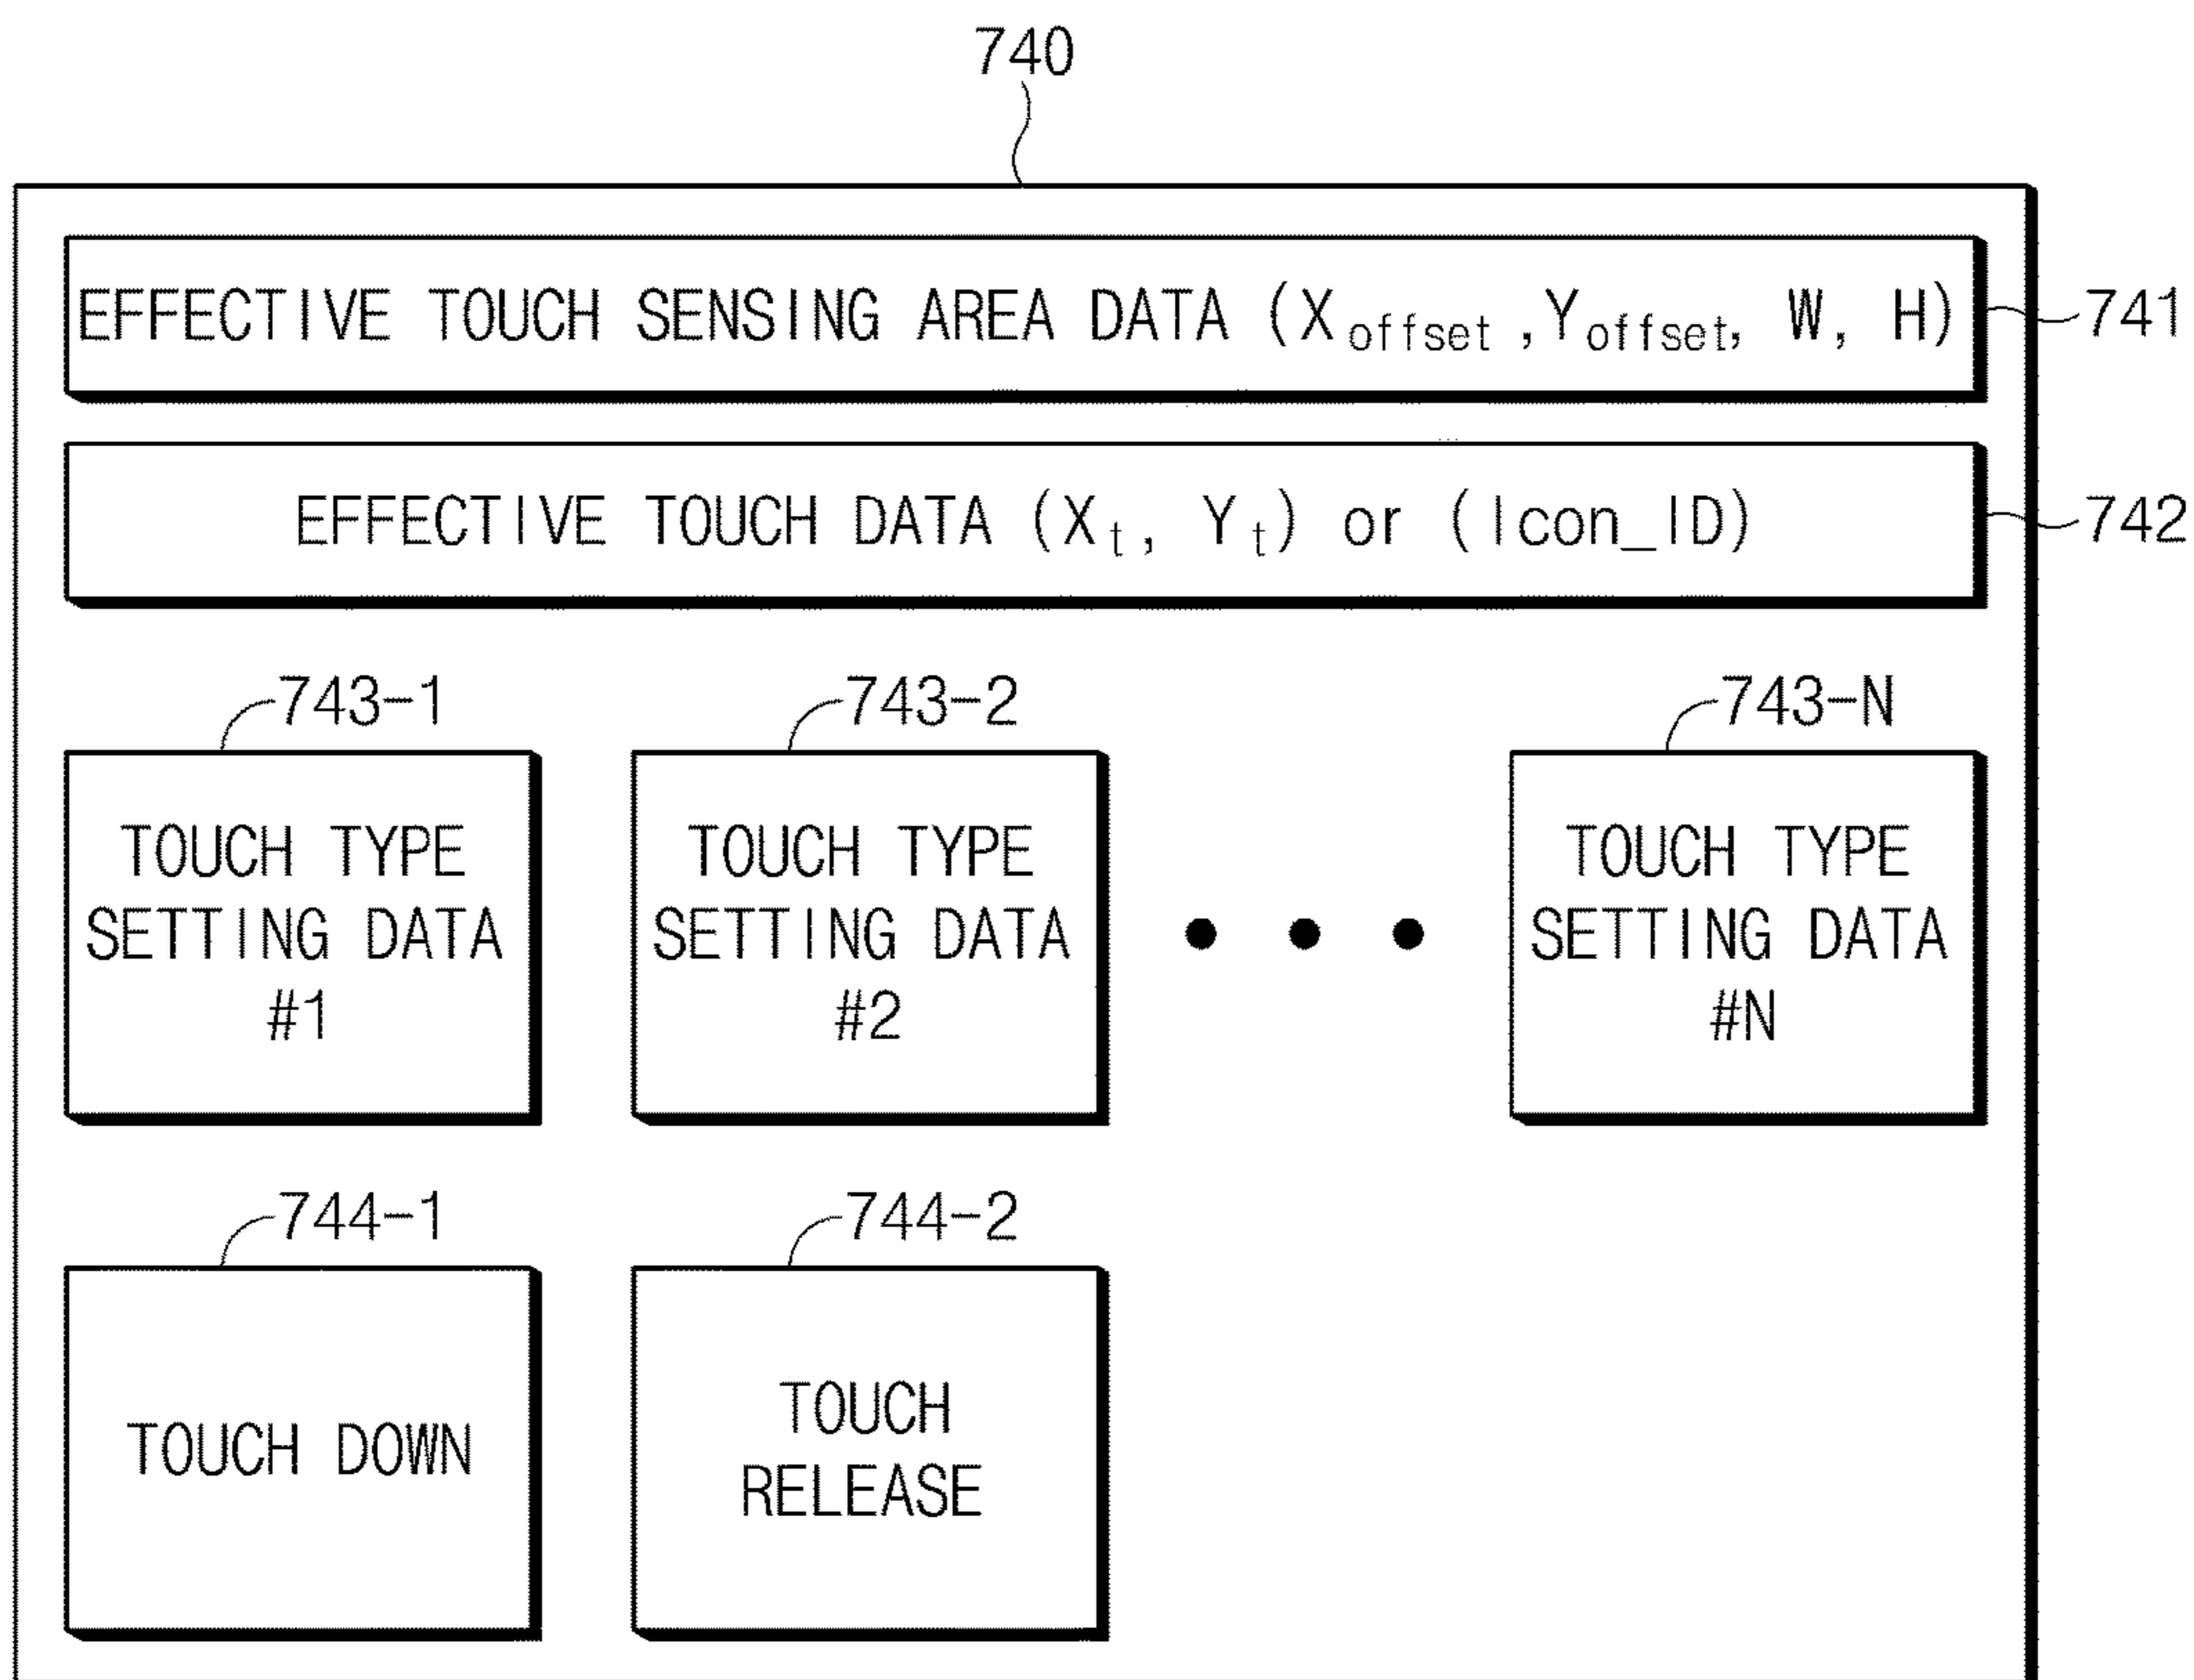 740
EFFECTIVE TOUCH SENSING AREA DATA (Xoffset ,Yoffset, W, H)
741
EFFECTIVE TOUCH DATA (Xt, Yt) or (Icon_ID)
742
743-1
743-2
743-N
TOUCH TYPE
SETTING DATA
#1
TOUCH TYPE
SETTING DATA
#2
TOUCH TYPE
SETTING DATA
#N
744-1
744-2
TOUCH DOWN
TOUCH
RELEASE